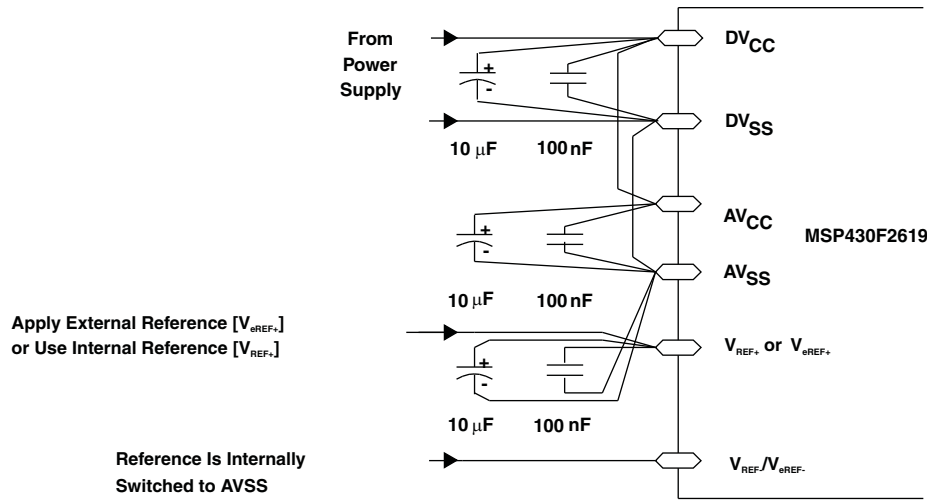 From
Power
Supply
DVCC
+
-
DVSS
10 µF
100 nF
AVCC
+
-
MSP430F2619
AVSS
10 µF
100 nF
Apply External Reference [VeREF+]
or Use Internal Reference [VREF+]
VREF+ or VeREF+
+
-
10 µF
100 nF
Reference Is Internally
Switched to AVSS
VREF-/VeREF-